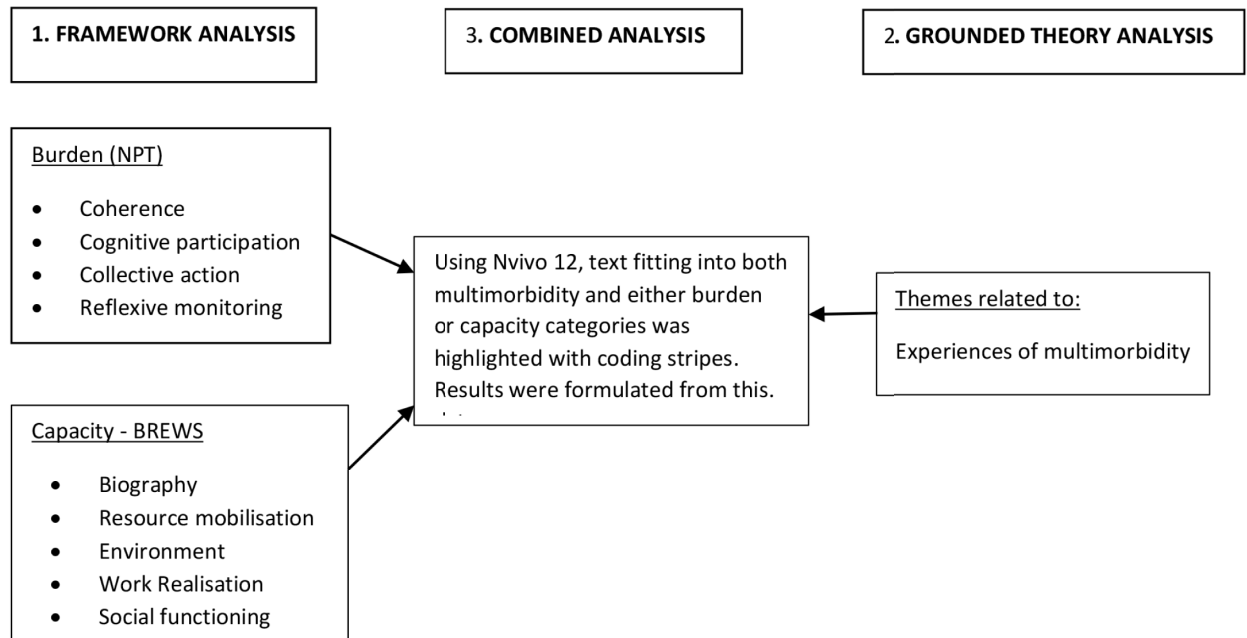 1. FRAMEWORK ANALYSIS
3. COMBINED ANALYSIS
2. GROUNDED THEORY ANALYSIS
Burden (NPT)
• Coherence
• Cognitive participation
• Collective action
• Reflexive monitoring
Capacity - BREWS
• Biography
• Resource mobilisation
• Environment
• Work Realisation
• Social functioning
Using Nvivo 12, text fitting into both
multimorbidity and either burden
or capacity categories was
highlighted with coding stripes.
Results were formulated from this.
Themes related to:
Experiences of multimorbidity